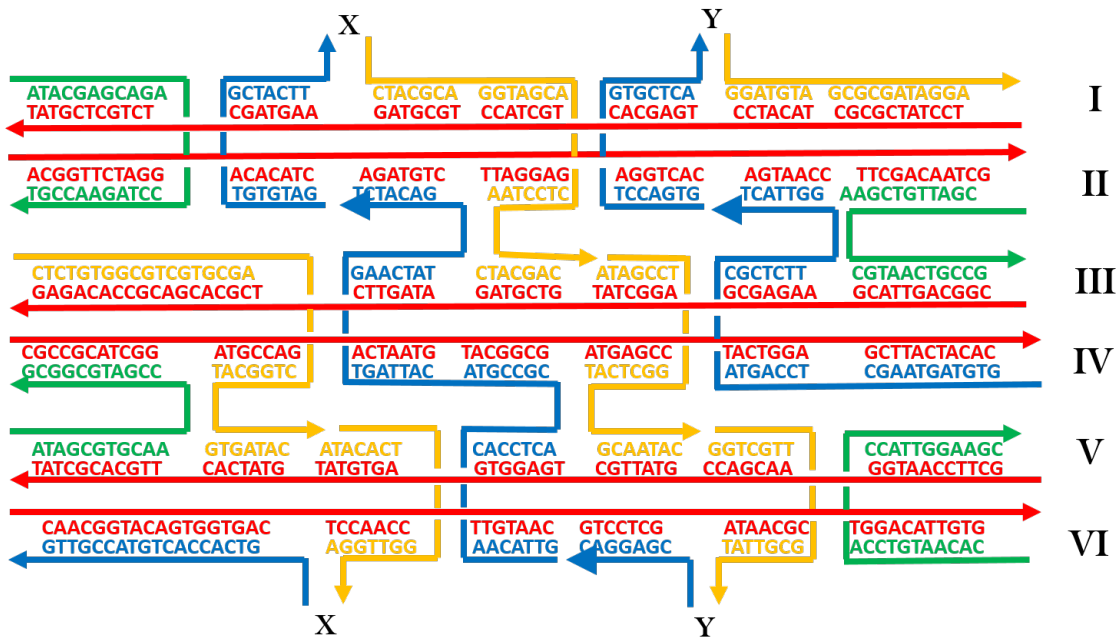 X Y
ATACGAGCAGA GCTACTT CTACGCA GGTAGCA GTGCTCA GGATGTA GCGCGATAGGA
TATGCTCGTCT CGATGAA GATGCGT CCATCGT CACGAGT CCTACAT CGCGCTATCCT I
ACGGTTCTAGG ACACATC AGATGTC TTAGGAG AGGTCAC AGTAACC TTCGACAATCG
TGCCAAGATCC TGTGTAG TCTACAG AATCCTC TCCAGTG TCATTGG AAGCTGTTAGC II
CTCTGTGGCGTCGTGCGA GAACTAT CTACGAC ATAGCCT CGCTCTT CGTAACTGCCG
GAGACACCGCAGCACGCT CTTGATA GATGCTG TATCGGA GCGAGAA GCATTGACGGC III
CGCCGCATCGG ATGCCAG ACTAATG TACGGCG ATGAGCC TACTGGA GCTTACTACAC
GCGGCGTAGCC TACGGTC TGATTAC ATGCCGC TACTCGG ATGACCT CGAATGATGTG IV
ATAGCGTGCAA GTGATAC ATACACT CACCTCA GCAATAC GGTCGTT CCATTGGAAGC
TATCGCACGTT CACTATG TATGTGA GTGGAGT CGTTATG CCAGCAA GGTAACCTTCG V
CAACGGTACAGTGGTGAC TCCAACC TTGTAAC GTCCTCG ATAACGC TGGACATTGTG
GTTGCCATGTCACCACTG AGGTTGG AACATTG CAGGAGC TATTGCG ACCTGTAACAC VI
X Y